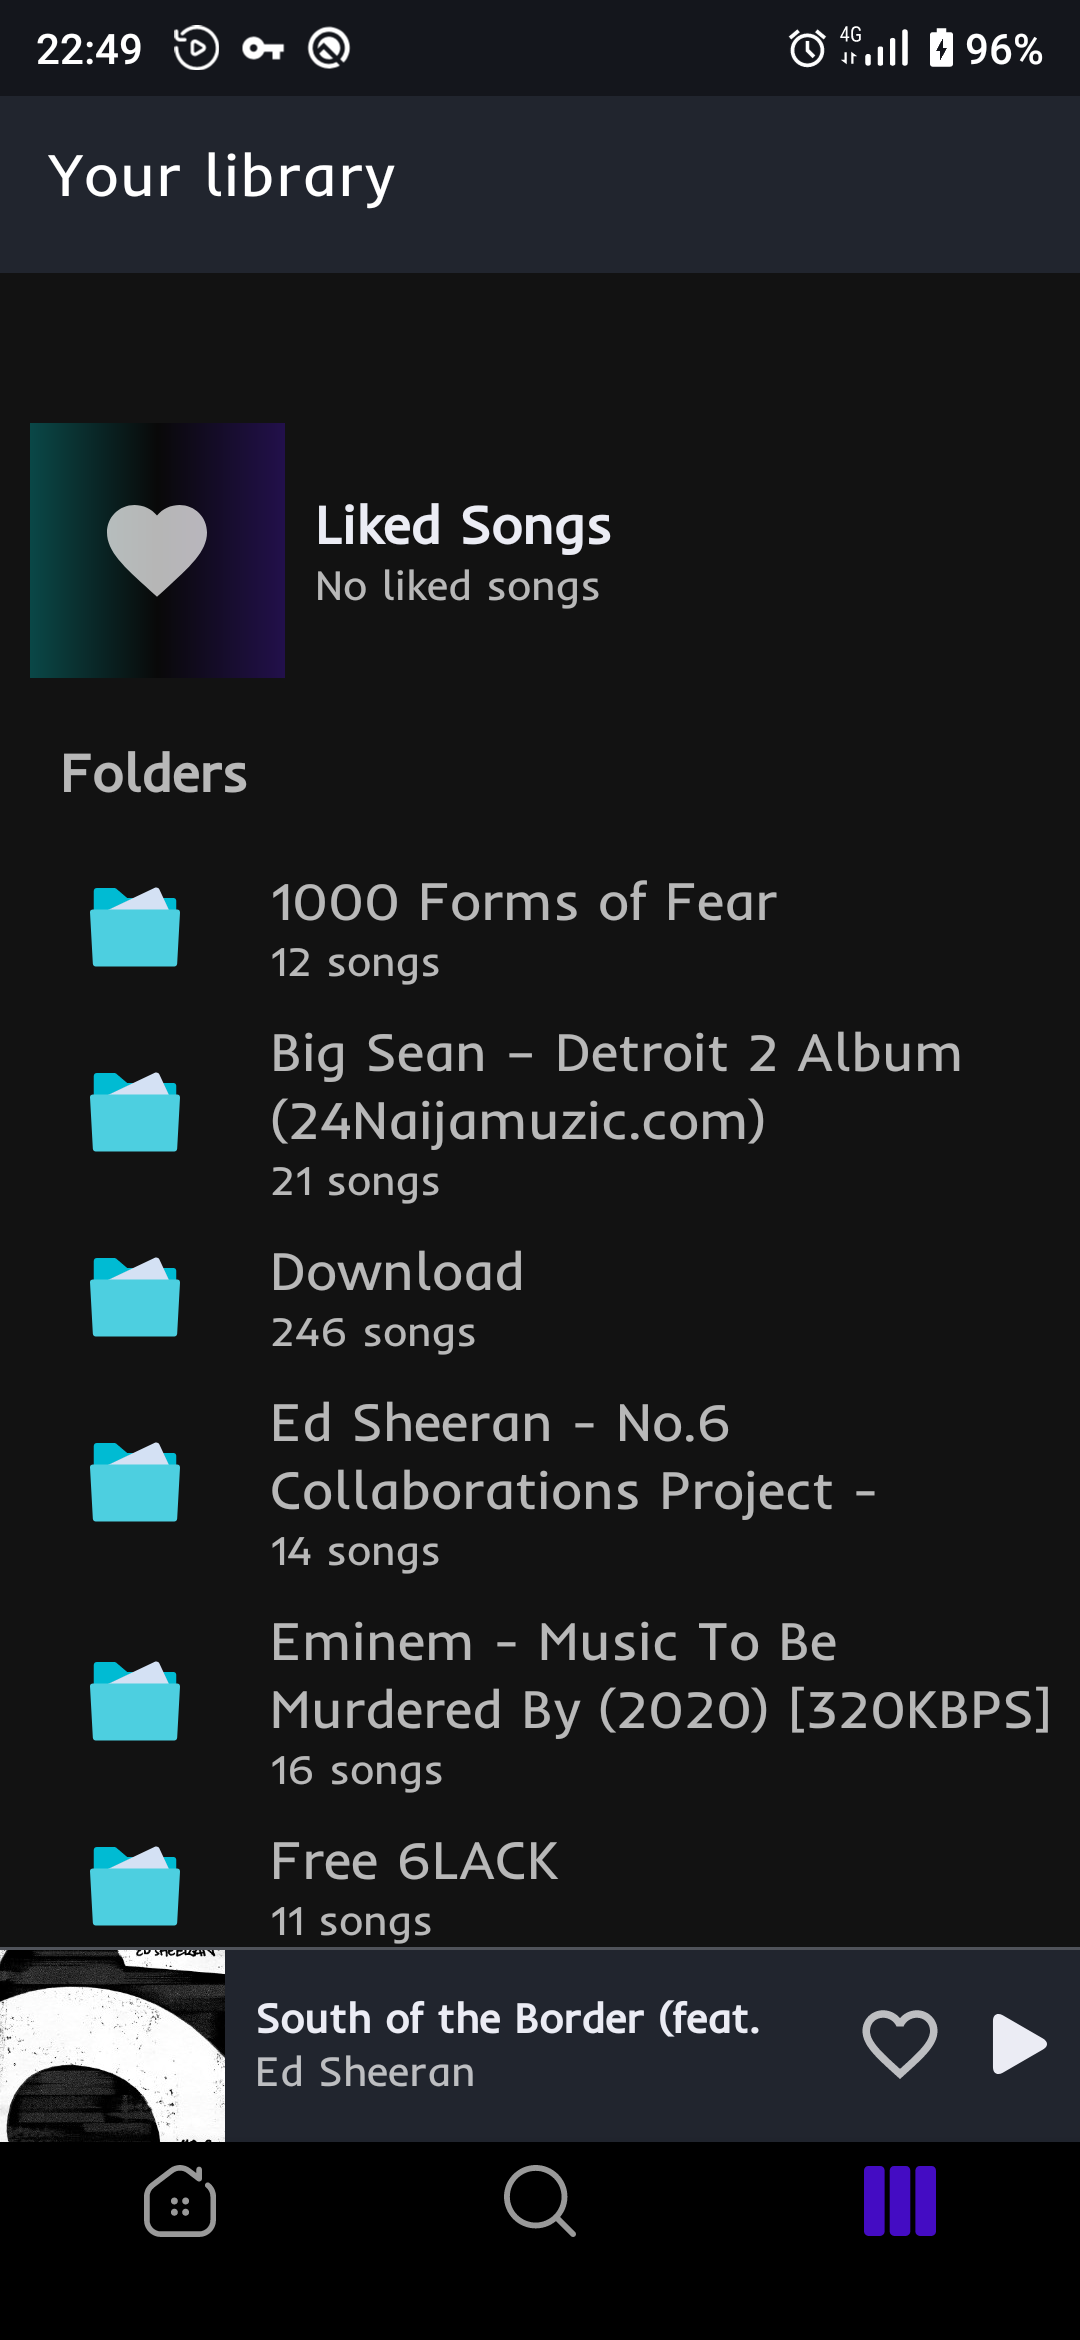 22:49
4G
96%
Your library
Liked Songs
No liked songs
Folders
1000 Forms of Fear
12 songs
Big Sean – Detroit 2 Album
(24Naijamuzic.com)
21 songs
Download
246 songs
Ed Sheeran - No.6
Collaborations Project -
14 songs
Eminem - Music To Be
Murdered By (2020) [320KBPS]
16 songs
Free 6LACK
11 songs
ED SHEERAN
South of the Border (feat.
Ed Sheeran